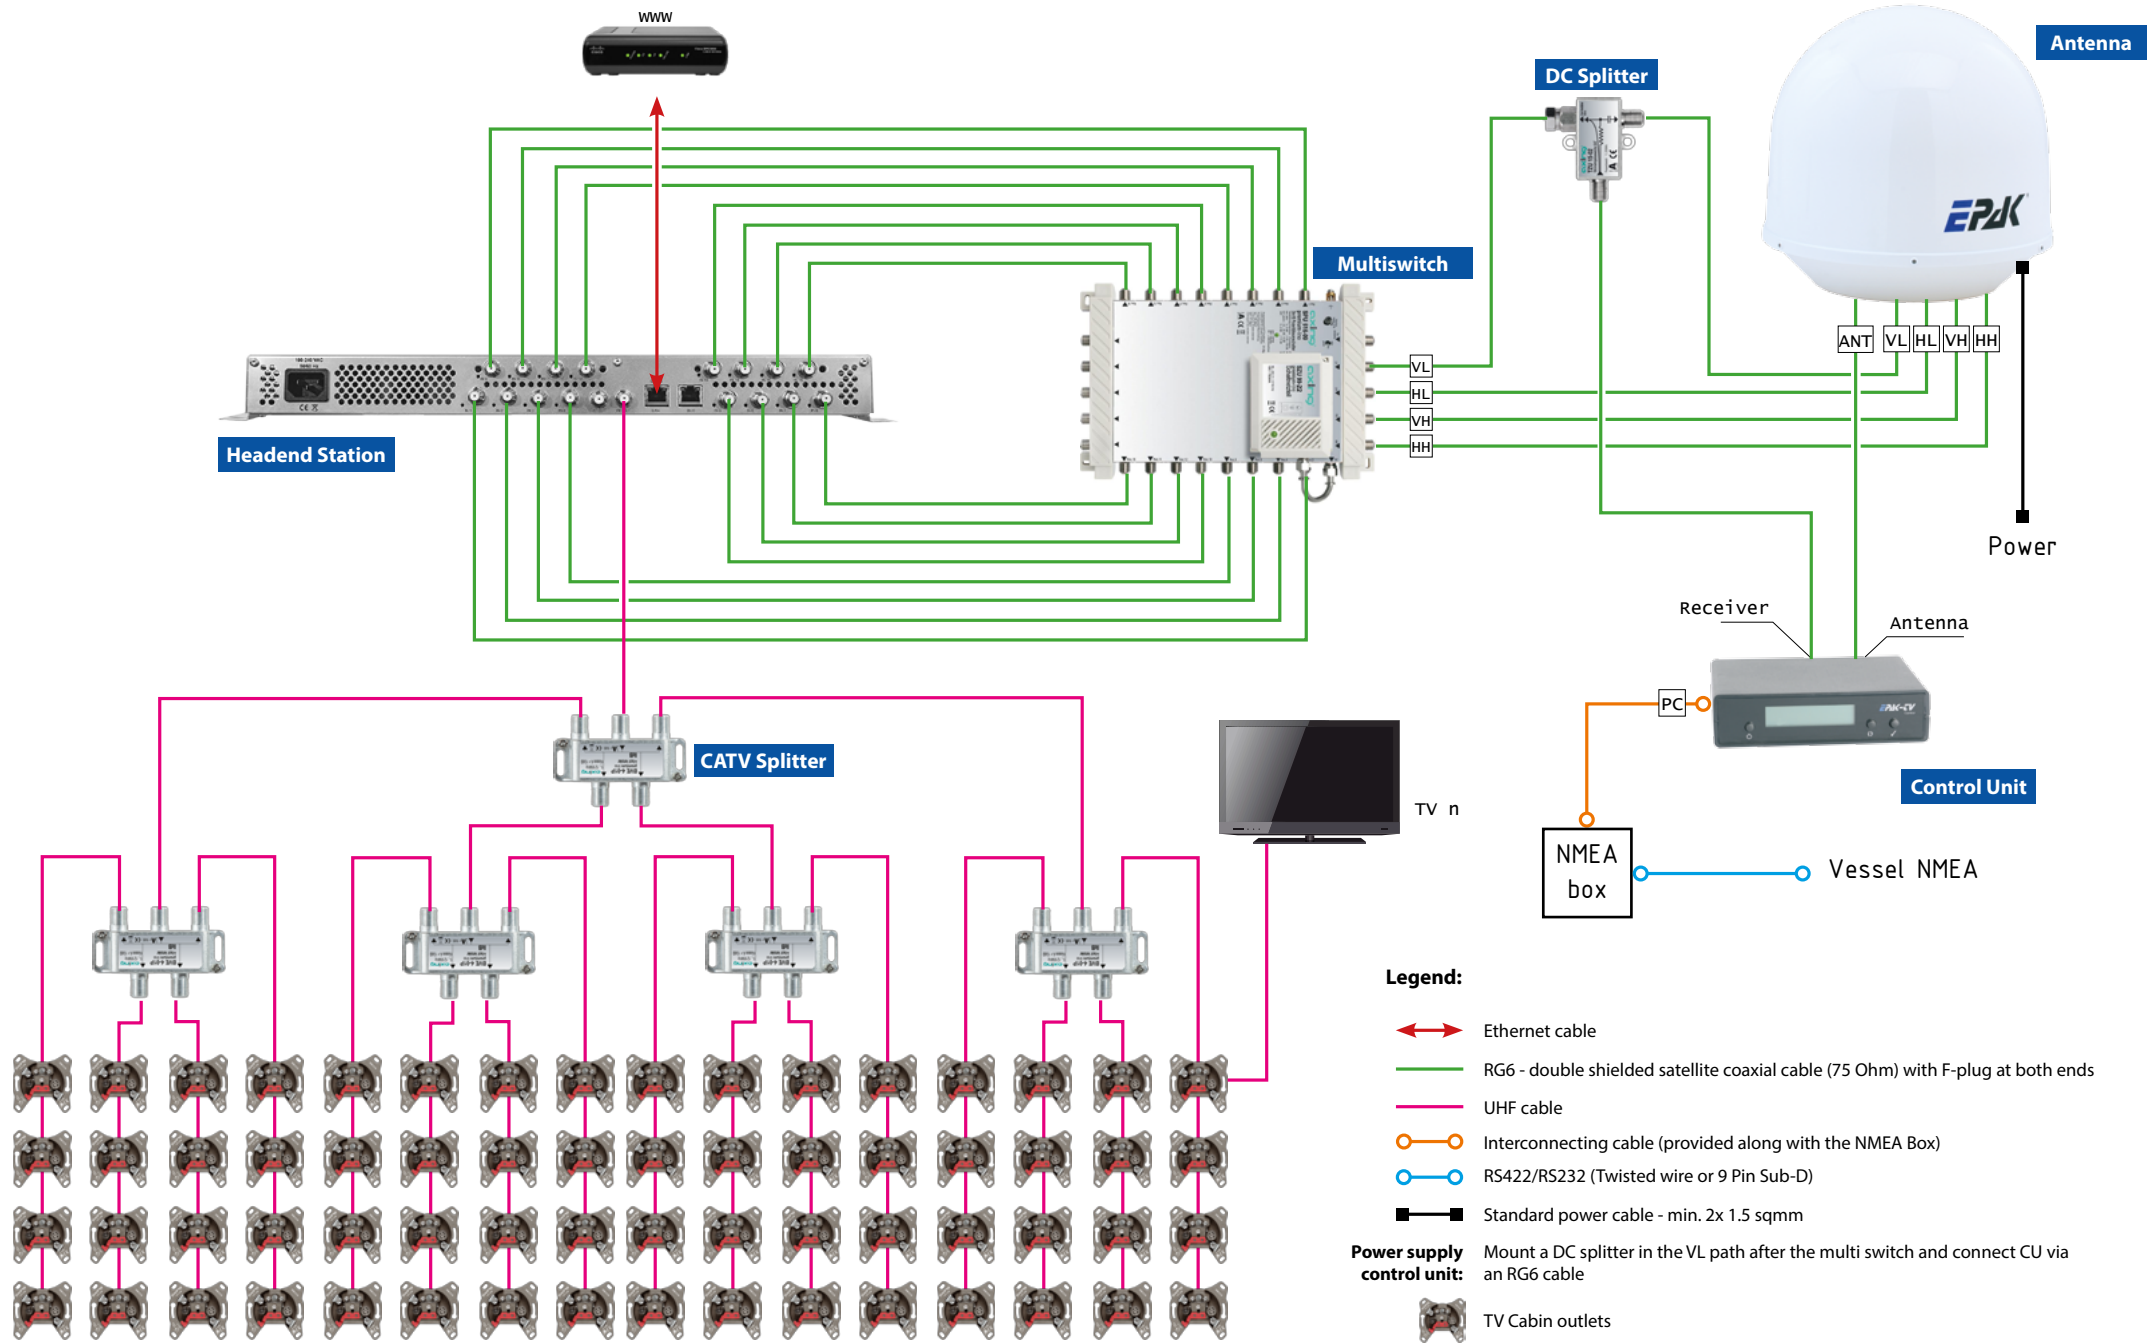 WWW
Antenna
DC Splitter
EPAK
Multiswitch
axing
ANT
VL
HL
VH
HH
VL
HL
VH
HH
Headend Station
Power
Receiver
Antenna
PC
CATV Splitter
TV n
Control Unit
NMEA
box
Vessel NMEA
Legend:
Ethernet cable
RG6 - double shielded satellite coaxial cable (75 Ohm) with F-plug at both ends
UHF cable
Interconnecting cable (provided along with the NMEA Box)
RS422/RS232 (Twisted wire or 9 Pin Sub-D)
Standard power cable - min. 2x 1.5 sqmm
Power supply control unit:
Mount a DC splitter in the VL path after the multi switch and connect CU via
an RG6 cable
TV Cabin outlets